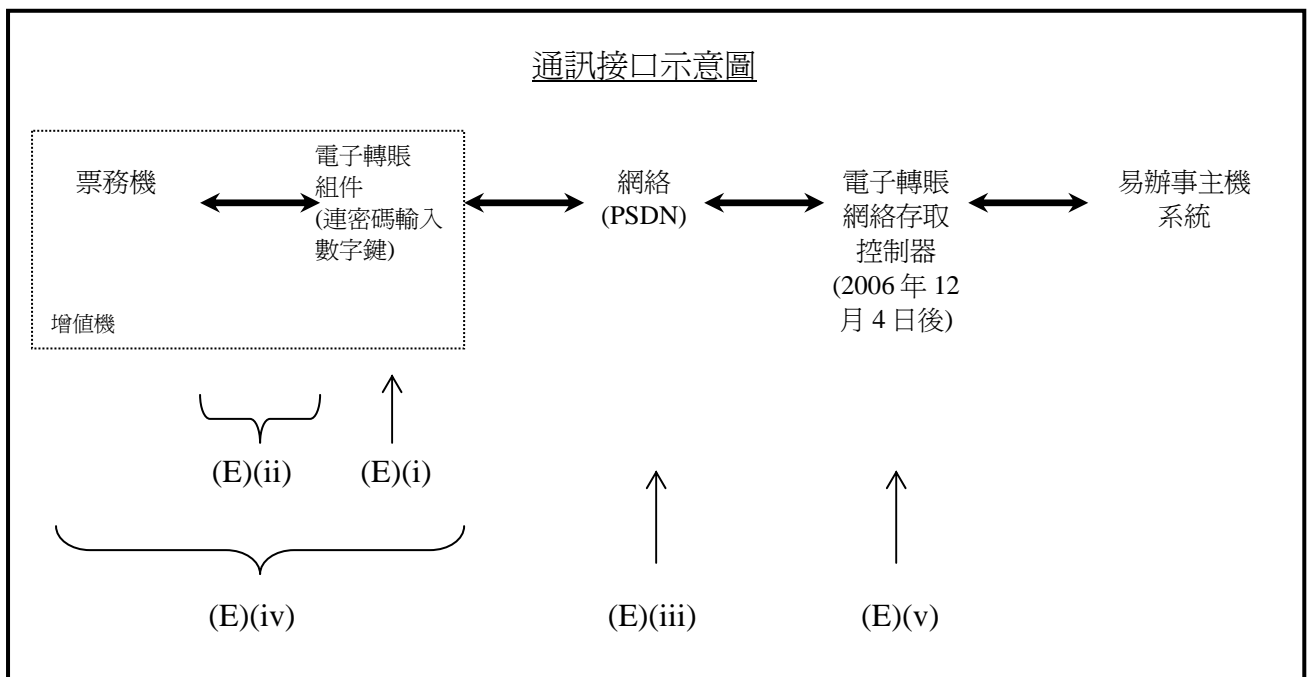 通訊接口示意圖
票務機
電子轉賬
組件
(連密碼輸入
數字鍵)
增值機
網絡
(PSDN)
電子轉賬
網絡存取
控制器
(2006 年 12
月 4 日後)
易辦事主機
系統
(E)(ii)
(E)(i)
(E)(iv)
(E)(iii)
(E)(v)